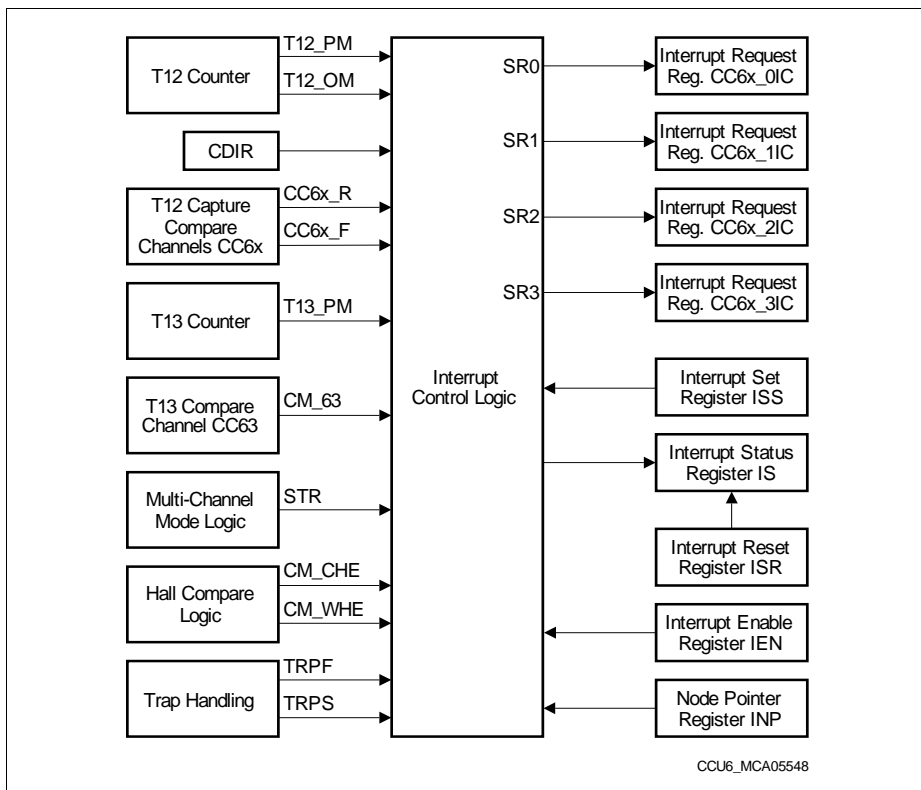 T12 Counter
T12_PM
T12_OM
CDIR
T12 Capture
Compare
Channels CC6x
CC6x_R
CC6x_F
T13 Counter
T13_PM
T13 Compare
Channel CC63
CM_63
Multi-Channel
Mode Logic
STR
Hall Compare
Logic
CM_CHE
CM_WHE
Trap Handling
TRPF
TRPS
Interrupt
Control Logic
SR0
SR1
SR2
SR3
Interrupt Request
Reg. CC6x_0IC
Interrupt Request
Reg. CC6x_1IC
Interrupt Request
Reg. CC6x_2IC
Interrupt Request
Reg. CC6x_3IC
Interrupt Set
Register ISS
Interrupt Status
Register IS
Interrupt Reset
Register ISR
Interrupt Enable
Register IEN
Node Pointer
Register INP
CCU6_MCA05548